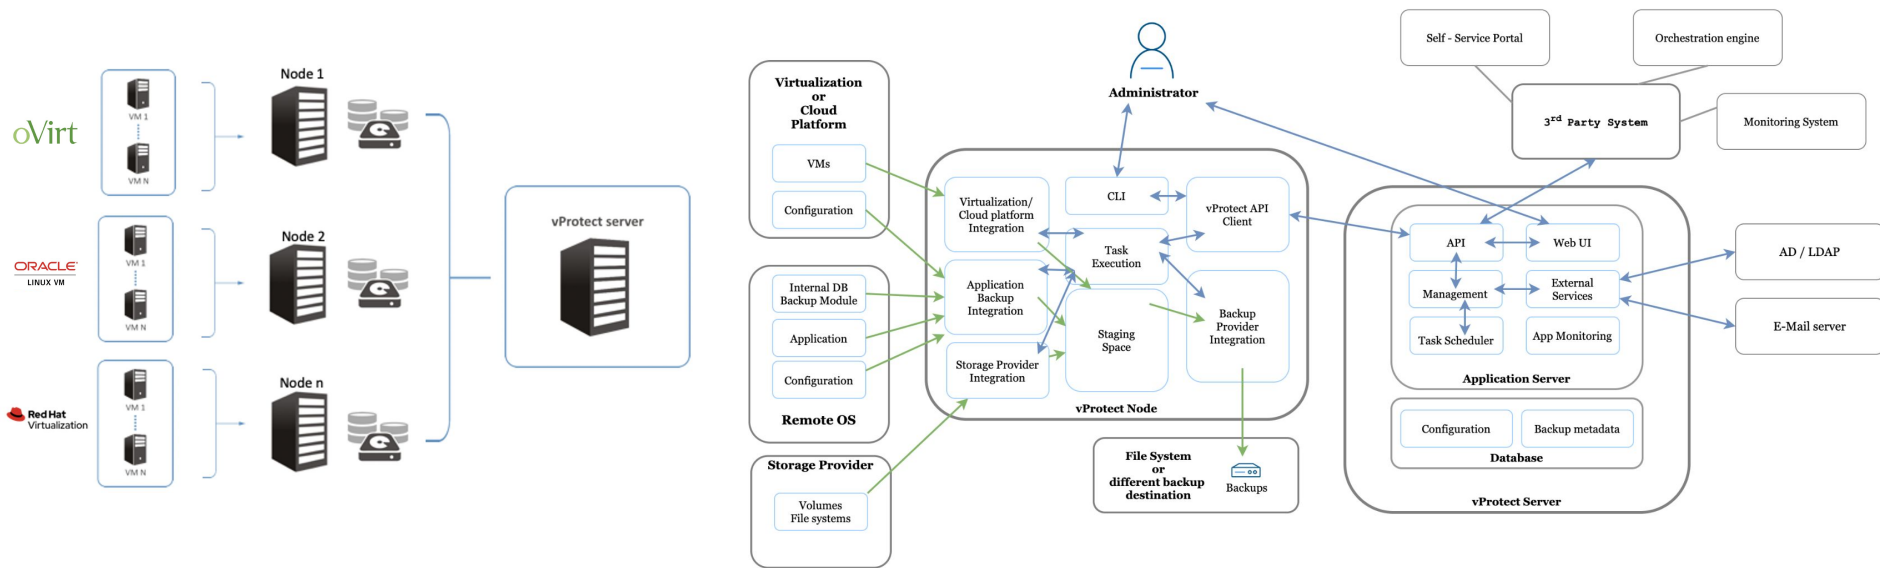 oVirt
VM 1
VM N
Node 1
ORACLE
LINUX VM
VM 1
VM N
Node 2
Red Hat
Virtualization
VM 1
VM N
Node n
vProtect server
Virtualization
or
Cloud
Platform
VMs
Configuration
Internal DB
Backup Module
Application
Configuration
Remote OS
Storage Provider
Volumes
File systems
Administrator
Virtualization/
Cloud platform
Integration
CLI
vProtect API
Client
Task
Execution
Application
Backup
Integration
Staging
Space
Backup
Provider
Integration
Storage Provider
Integration
vProtect Node
File System
or
different backup
destination
Backups
Self - Service Portal
Orchestration engine
3rd Party System
Monitoring System
API
Web UI
Management
External
Services
Task Scheduler
App Monitoring
Application Server
Configuration
Backup metadata
Database
vProtect Server
AD / LDAP
E-Mail server